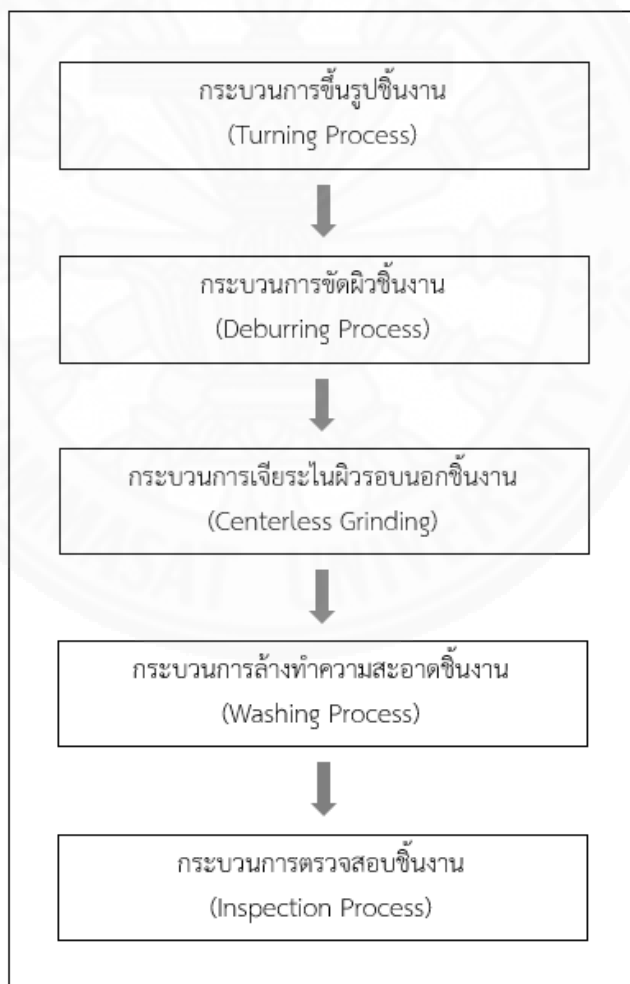 กระบวนการขึ้นรูปชิ้นงาน
(Turning Process)
กระบวนการขัดผิวชิ้นงาน
(Deburring Process)
กระบวนการเจียระไนผิวรอบนอกชิ้นงาน
(Centerless Grinding)
กระบวนการล้างทำความสะอาดชิ้นงาน
(Washing Process)
กระบวนการตรวจสอบชิ้นงาน
(Inspection Process)